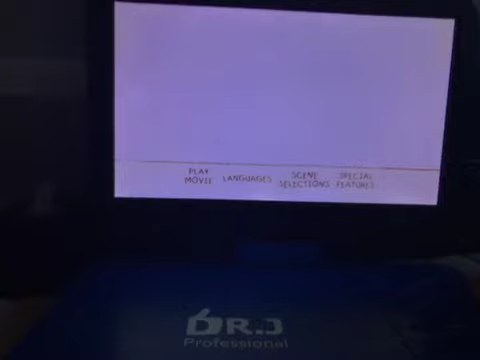 PLAY
MOVIE
LANGUAGES
SCENE
SELECTIONS
SPECIAL
FEATURES
DR.J
Professional